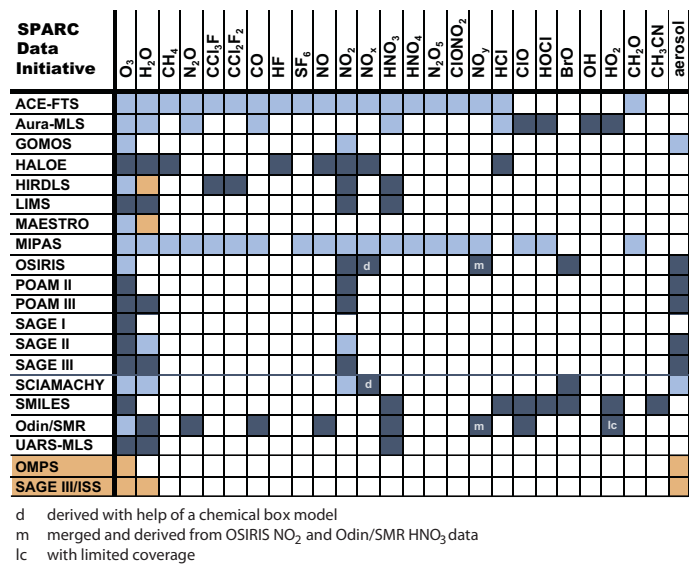 SPARC
Data
Initiative
O3
H2O
CH4
N2O
CCl3F
CCl2F2
CO
HF
SF6
NO
NO2
NOx
HNO3
HNO4
N2O5
ClONO2
NOy
HCl
ClO
HOCl
BrO
OH
HO2
CH2O
CH3CN
aerosol
ACE-FTS
Aura-MLS
GOMOS
HALOE
HIRDLS
LIMS
MAESTRO
MIPAS
OSIRIS d m
POAM II
POAM III
SAGE I
SAGE II
SAGE III
SCIAMACHY d
SMILES
Odin/SMR m lc
UARS-MLS
OMPS
SAGE III/ISS
d derived with help of a chemical box model
m merged and derived from OSIRIS NO2 and Odin/SMR HNO3 data
lc with limited coverage